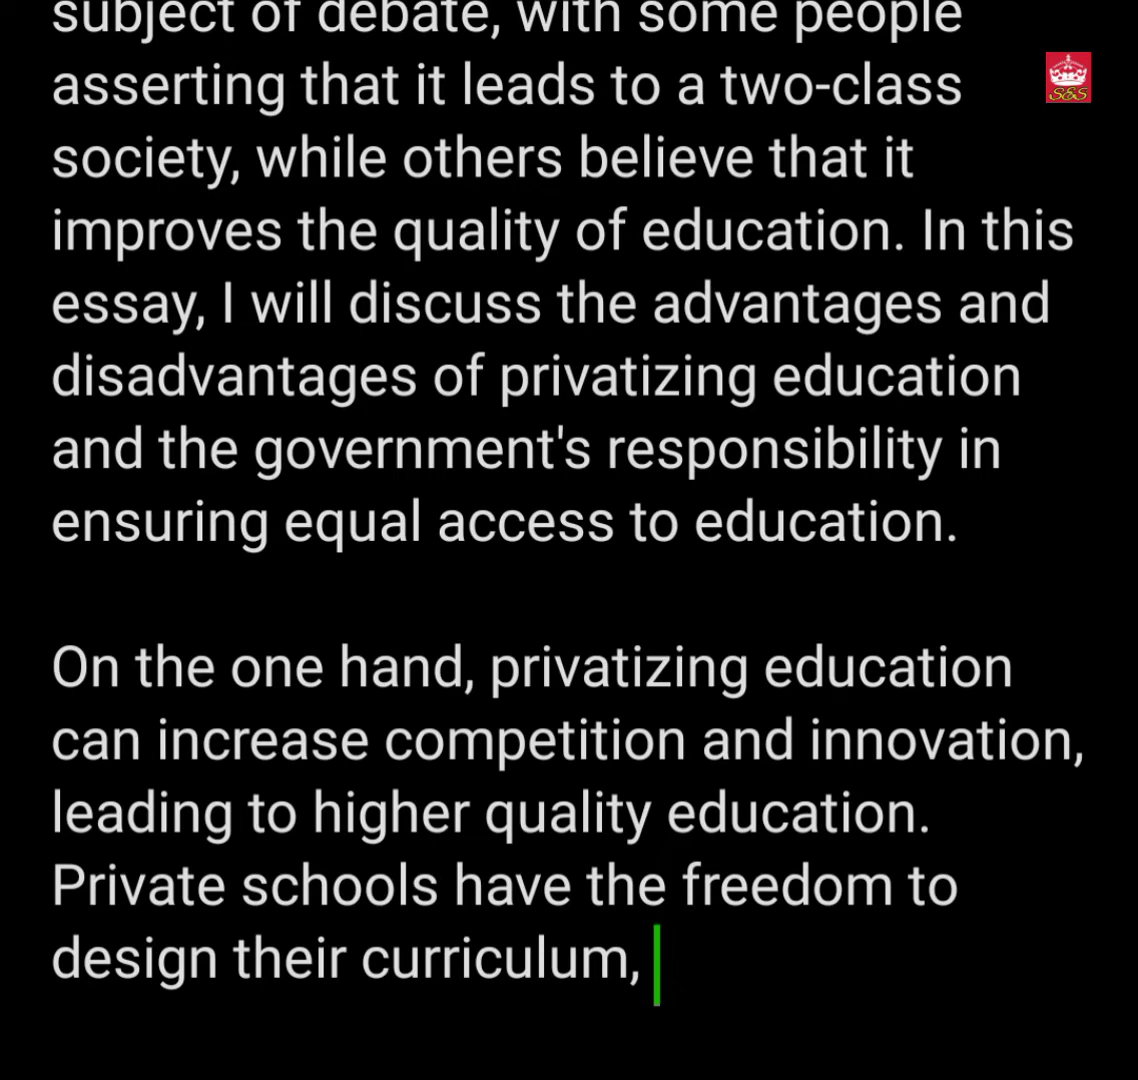 subject of debate, with some people
asserting that it leads to a two-class
S&S
society, while others believe that it
improves the quality of education. In this
essay, I will discuss the advantages and
disadvantages of privatizing education
and the government's responsibility in
ensuring equal access to education.
On the one hand, privatizing education
can increase competition and innovation,
leading to higher quality education.
Private schools have the freedom to
design their curriculum,